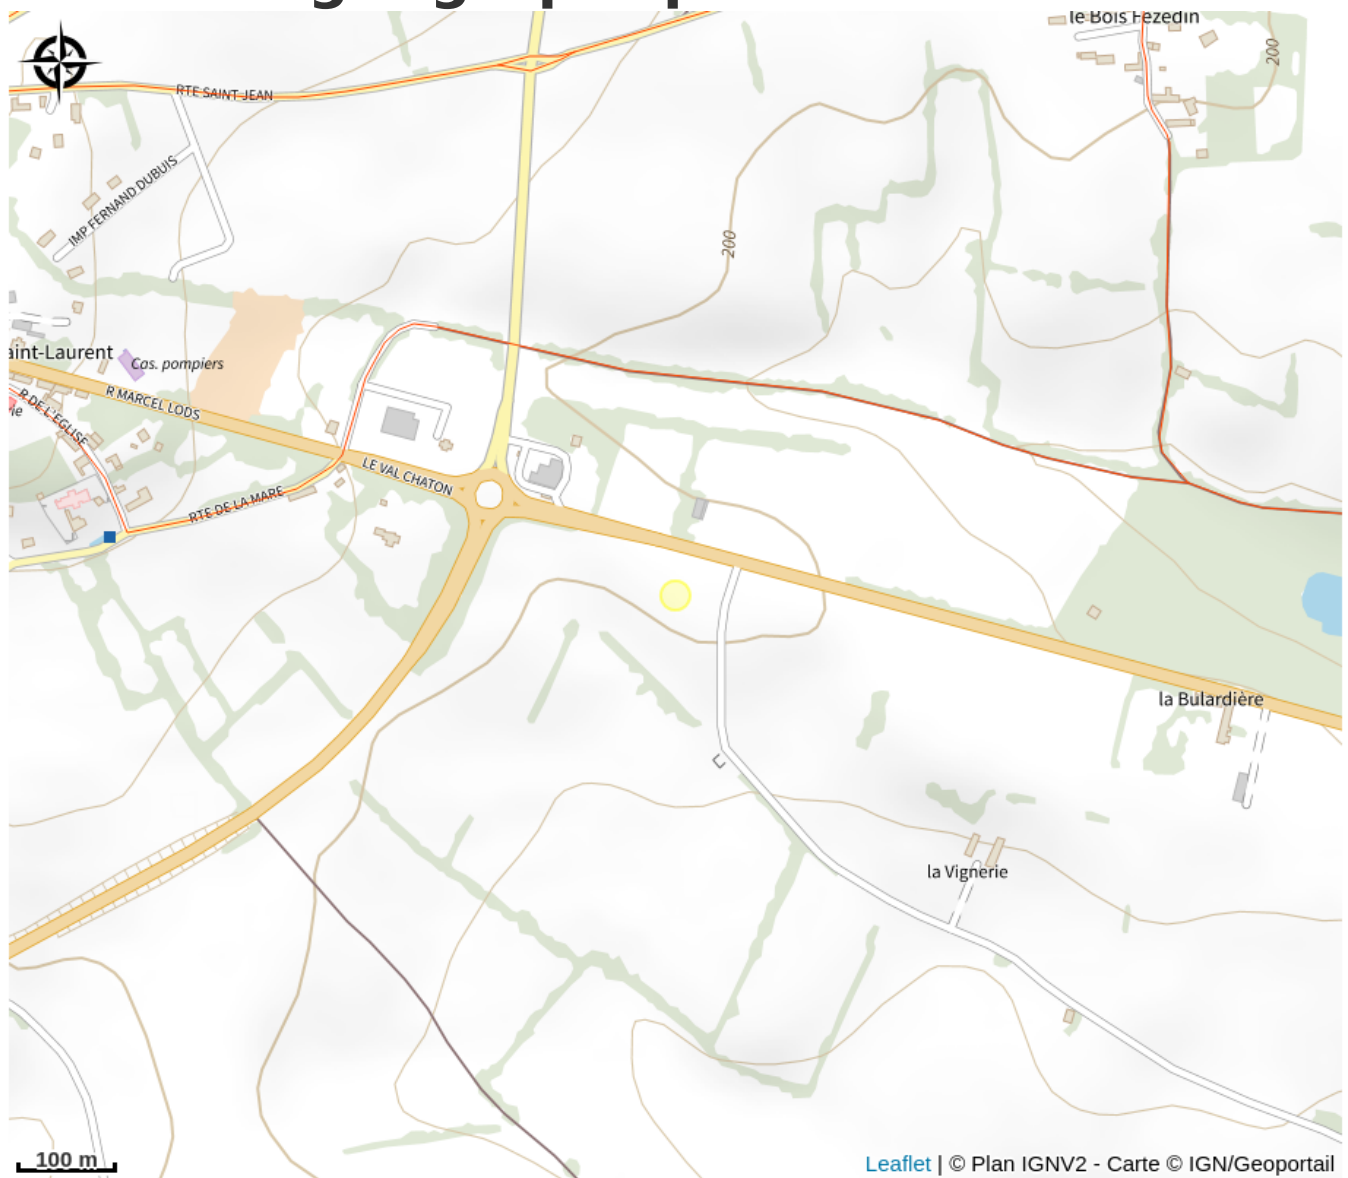 le Bois Fezedin
200
RTE SAINT JEAN
IMP FERNAND DUBUIS
200
aint-Laurent
Cas. pompiers
R MARCEL LODS
R DE L'EGLISE
ie
LE VAL CHATON
RTE DE LA MARE
la Bulardière
la Vignerie
100 m
Leaflet | © Plan IGNV2 - Carte © IGN/Geoportail